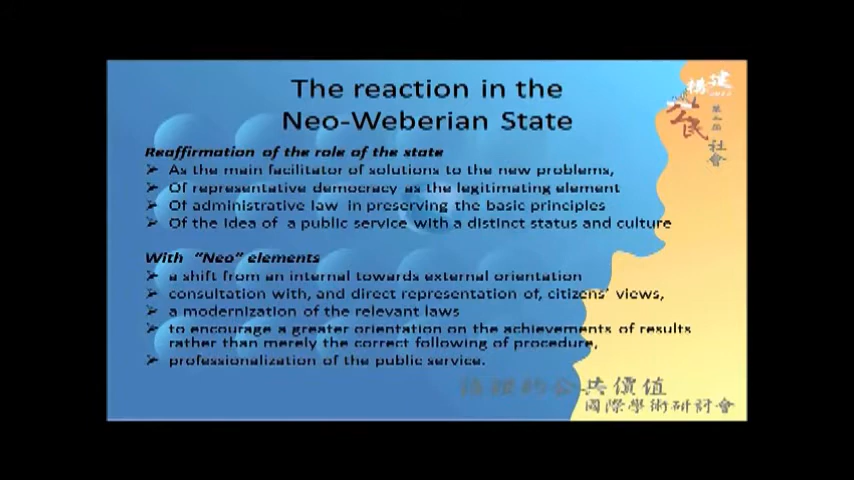 The reaction in the
Neo-Weberian State
Reaffirmation of the role of the state
➢ As the main facilitator of solutions to the new problems,
➢ Of representative democracy as the legitimating element
➢ Of administrative law in preserving the basic principles
➢ Of the idea of a public service with a distinct status and culture
With “Neo” elements
➢ a shift from an internal towards external orientation
➢ consultation with, and direct representation of, citizens’ views,
➢ a modernization of the relevant laws
➢ to encourage a greater orientation on the achievements of results
rather than merely the correct following of procedure,
➢ professionalization of the public service.
構建
公民
社會
公共價值
國際學術研討會